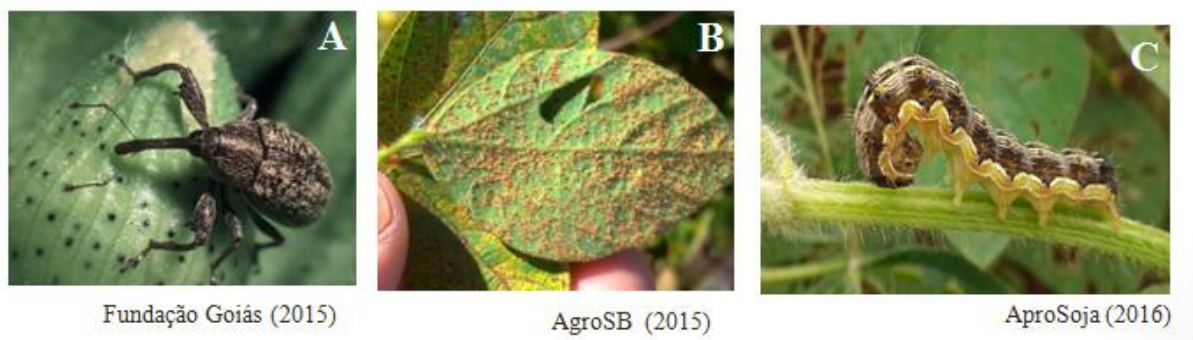 A
B
C
Fundação Goiás (2015)
AgroSB (2015)
AproSoja (2016)